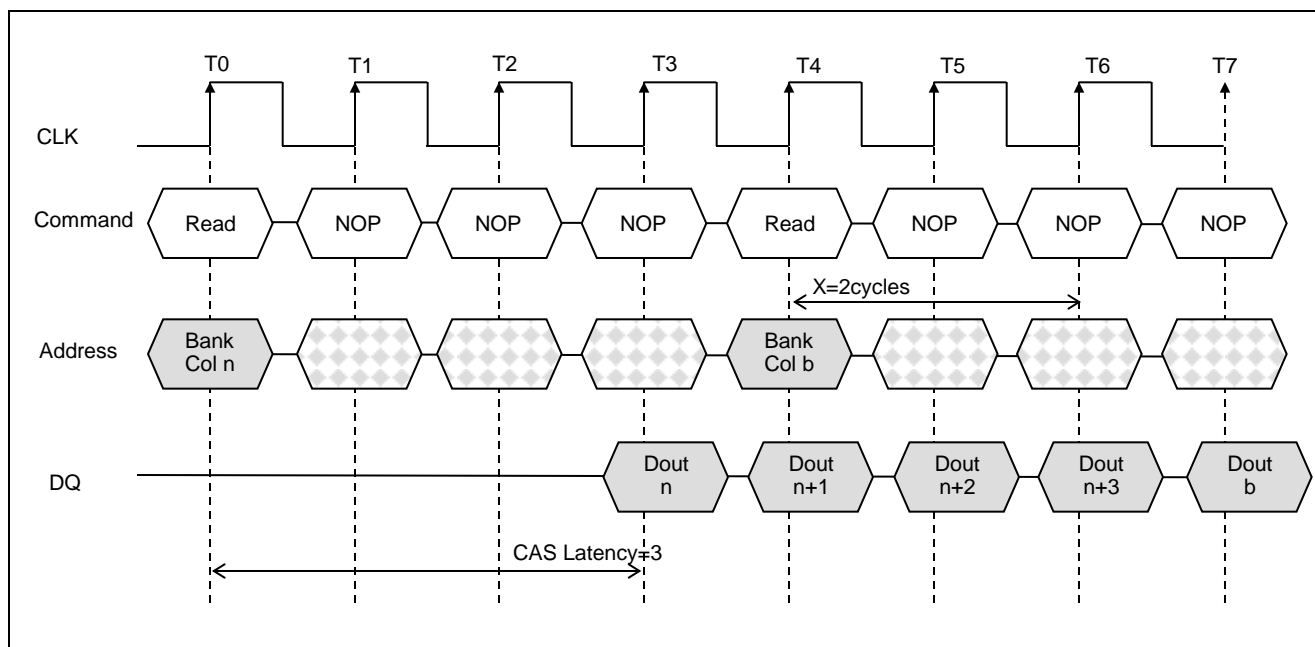 T0 T1 T2 T3 T4 T5 T6 T7
CLK
Command Read NOP NOP NOP Read NOP NOP NOP
X=2cycles
Address
Bank
Col n
Bank
Col b
DQ
Dout
n
Dout
n+1
Dout
n+2
Dout
n+3
Dout
b
CAS Latency=3